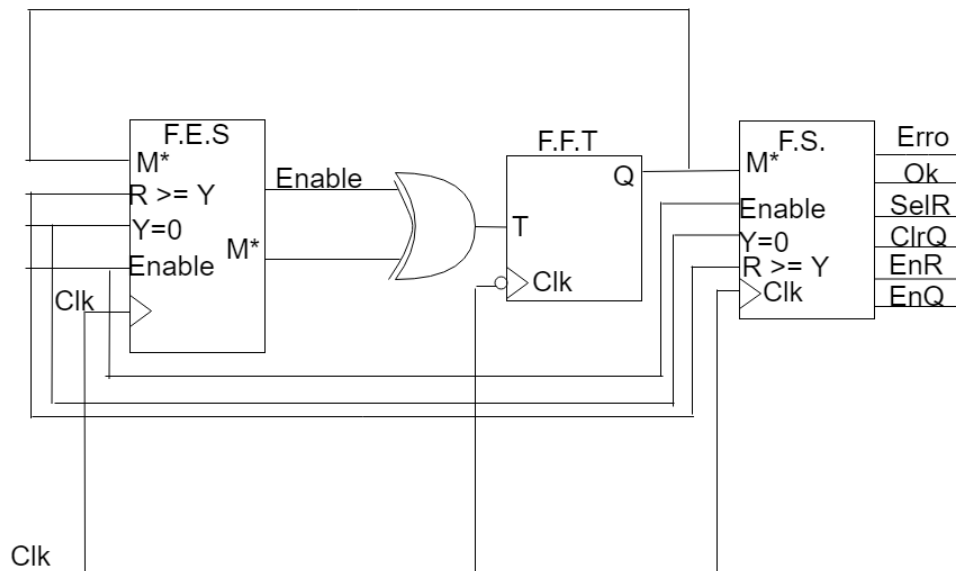 F.E.S
M*
R >= Y
Y=0
Enable
Clk
Enable
M*
F.F.T
Q
T
Clk
F.S.
M*
Enable
Y=0
R >= Y
Clk
Erro
Ok
SelR
ClrQ
EnR
EnQ
Clk